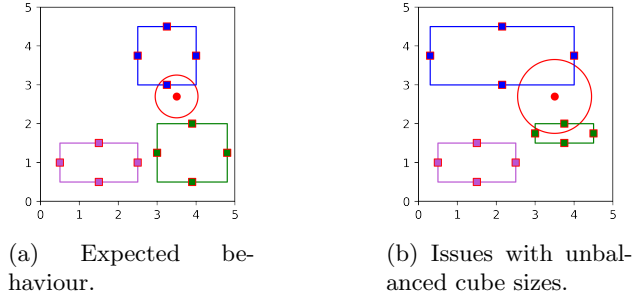 5
4
3
2
1
0
0 1 2 3 4 5
5
4
3
2
1
0
0 1 2 3 4 5
(a) Expected be-
haviour.
(b) Issues with unbal-
anced cube sizes.